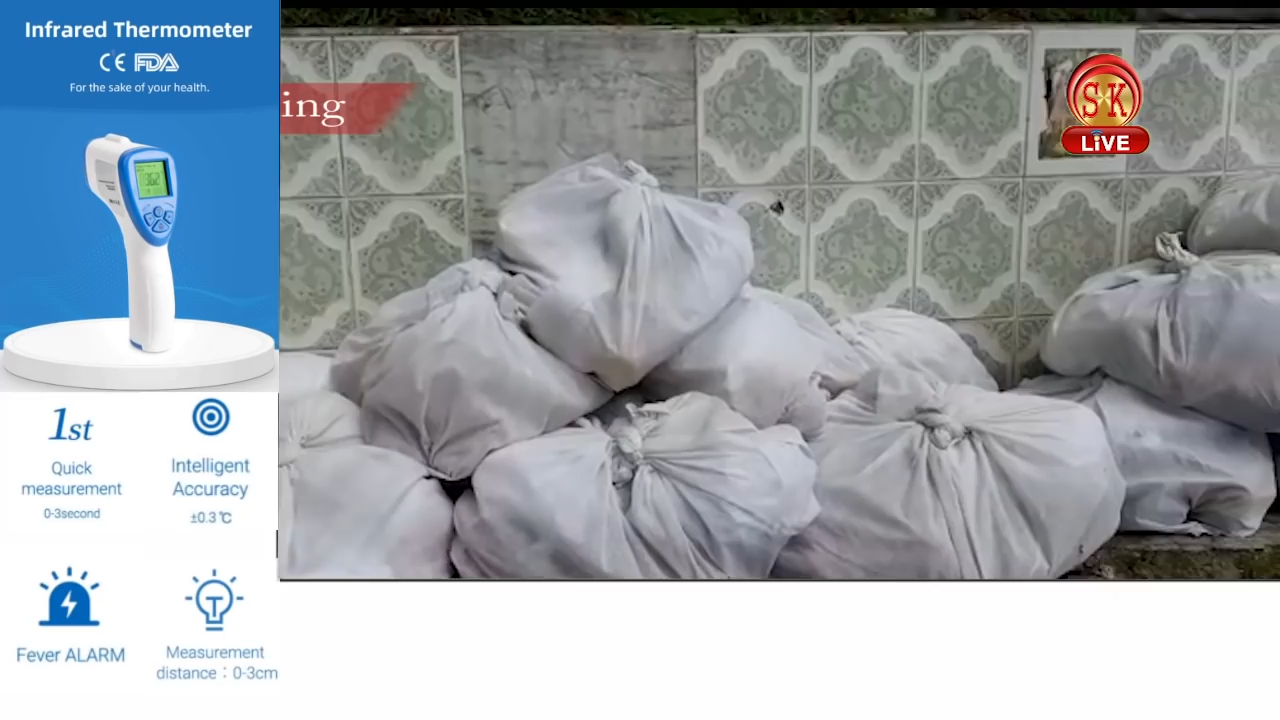 Infrared Thermometer
CE FDA
For the sake of your health.
1st
Quick
measurement
0-3second
Intelligent
Accuracy
±0.3℃
Fever ALARM
Measurement
distance：0-3cm
ing
SK
LiVE